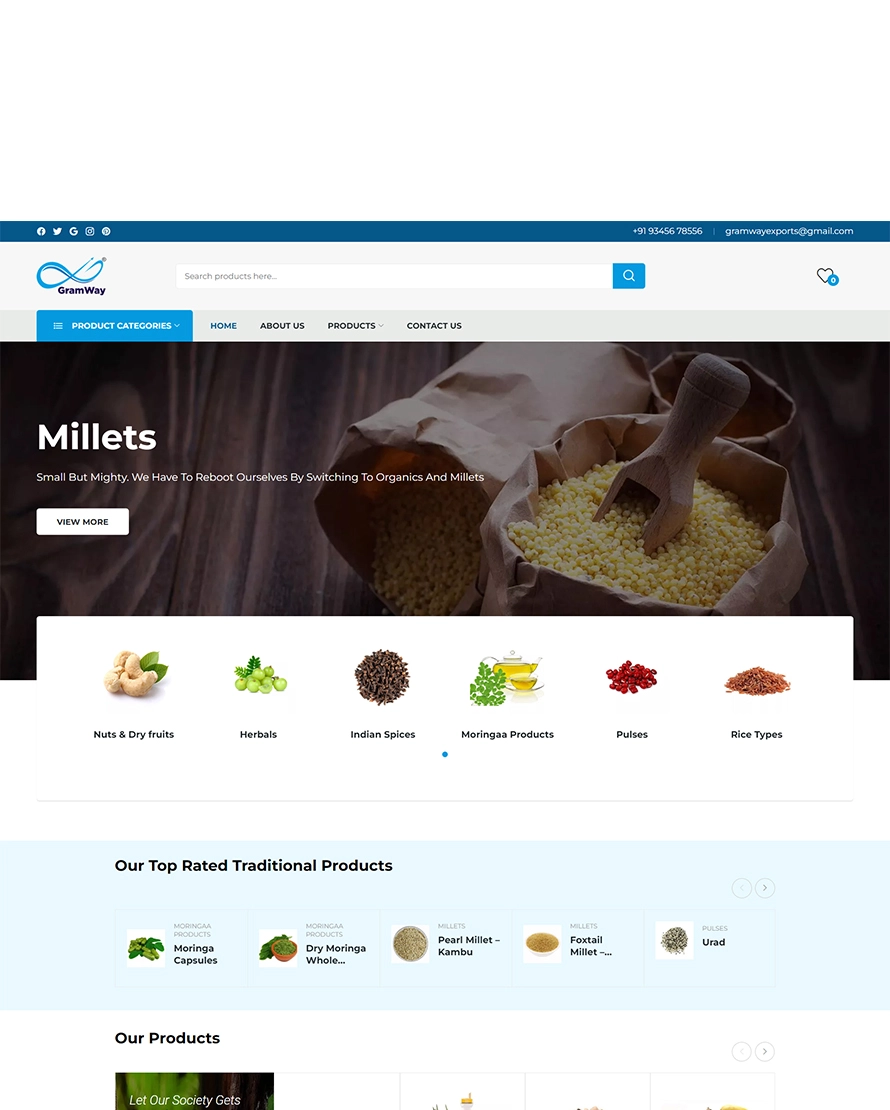 +91 93456 78556 | gramwayexports@gmail.com
GramWay®
Search products here...
0
PRODUCT CATEGORIES HOME ABOUT US PRODUCTS CONTACT US
Millets
Small But Mighty. We Have To Reboot Ourselves By Switching To Organics And Millets
VIEW MORE
Nuts & Dry fruits Herbals Indian Spices Moringaa Products Pulses Rice Types
Our Top Rated Traditional Products
MORINGAA
PRODUCTS
Moringa
Capsules
MORINGAA
PRODUCTS
Dry Moringa
Whole...
MILLETS
Pearl Millet –
Kambu
MILLETS
Foxtail
Millet –...
PULSES
Urad
Our Products
Let Our Society Gets